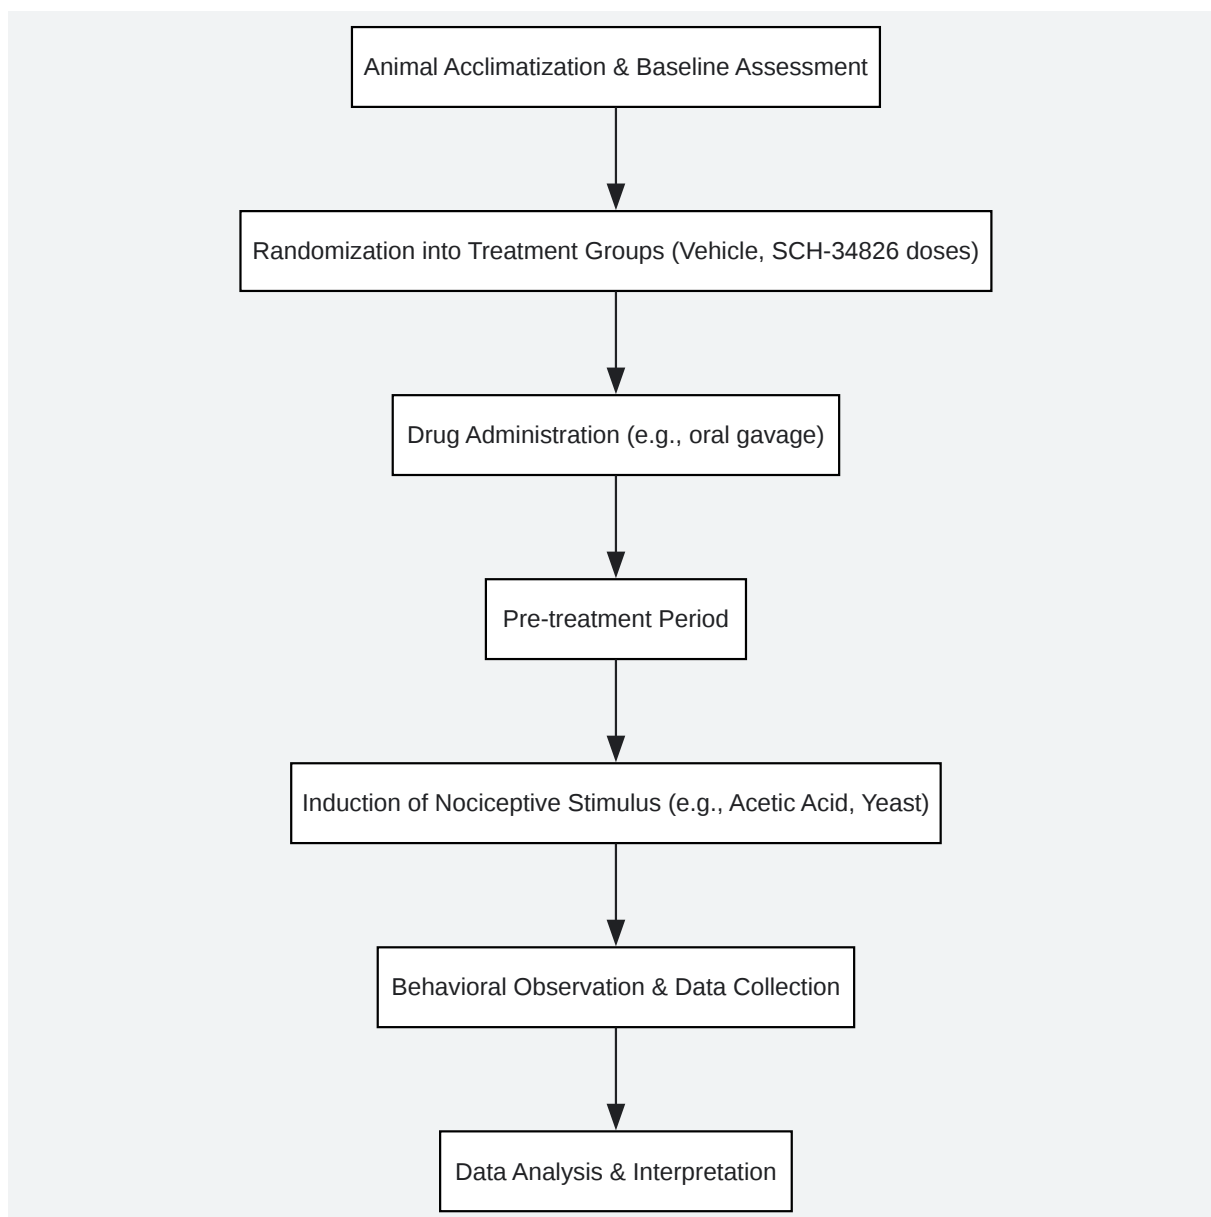 Animal Acclimatization & Baseline Assessment
Randomization into Treatment Groups (Vehicle, SCH-34826 doses)
Drug Administration (e.g., oral gavage)
Pre-treatment Period
Induction of Nociceptive Stimulus (e.g., Acetic Acid, Yeast)
Behavioral Observation & Data Collection
Data Analysis & Interpretation